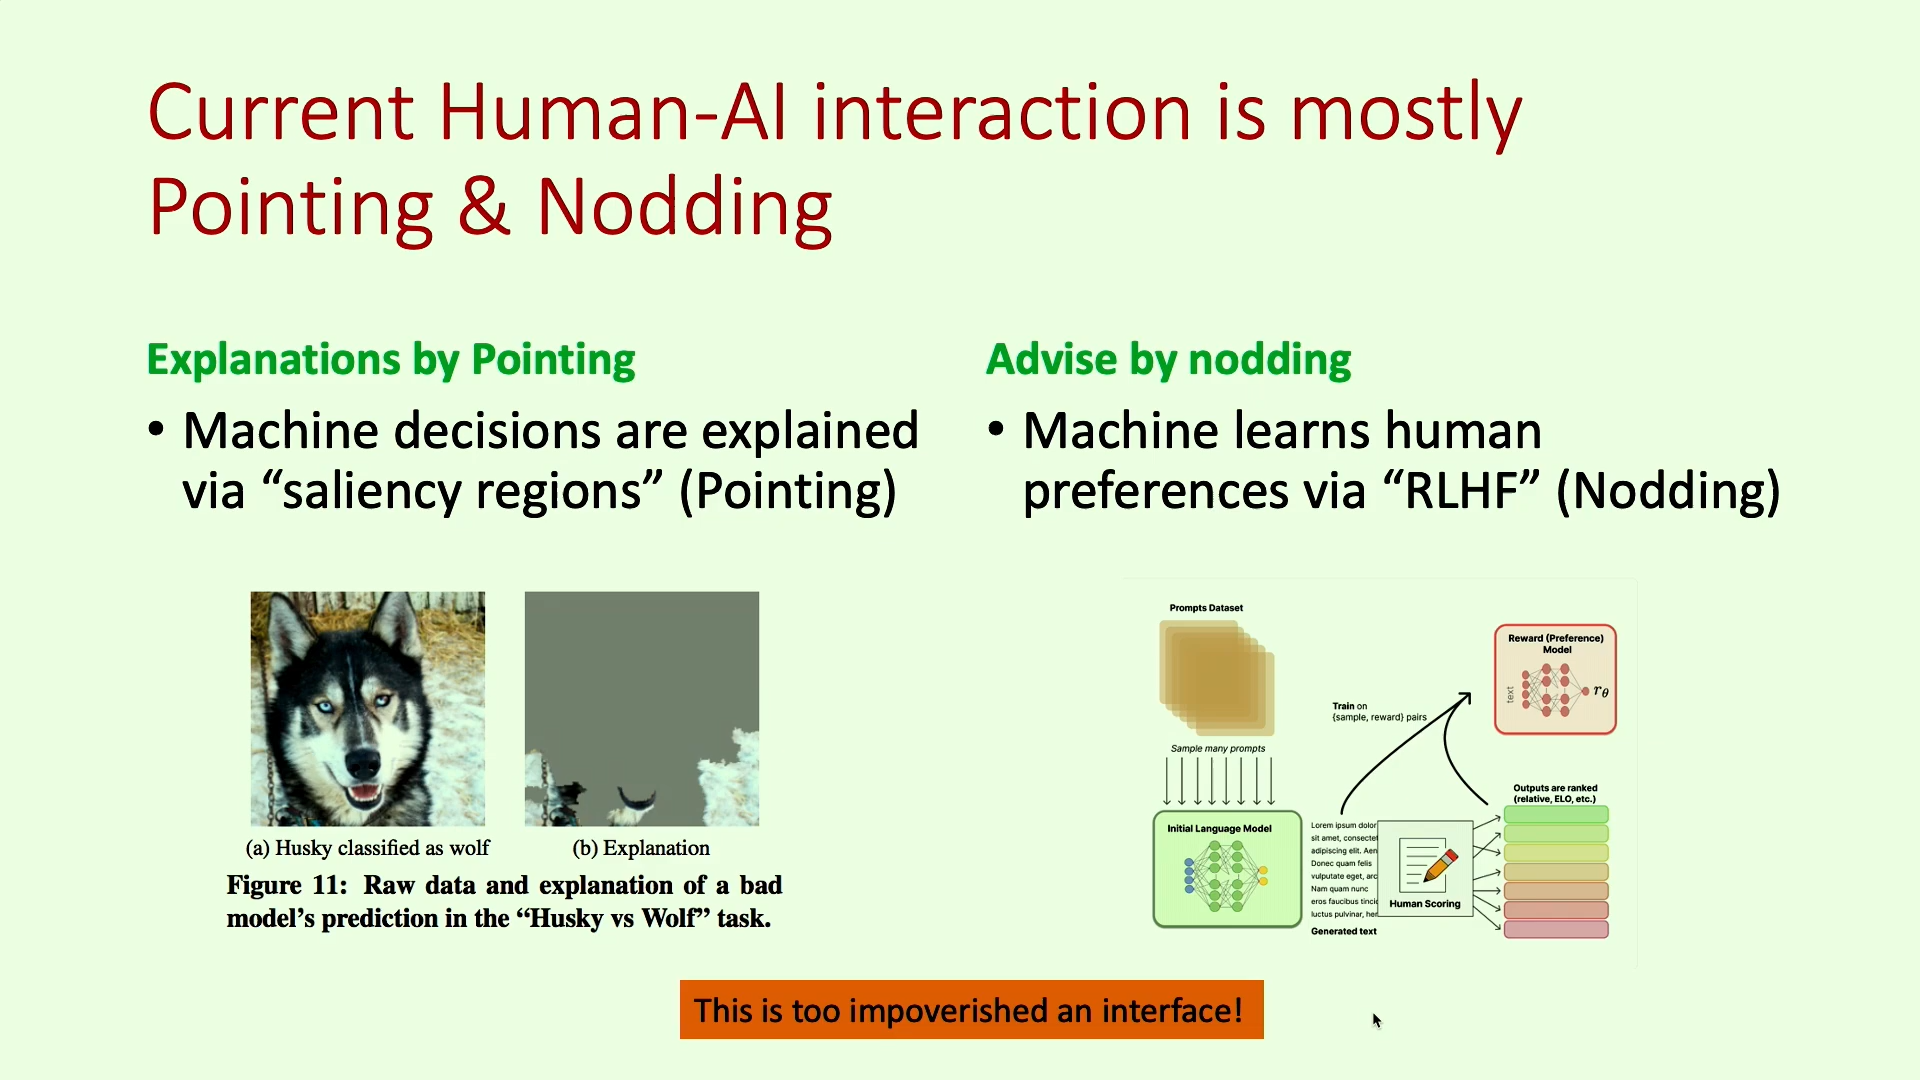 Current Human-AI interaction is mostly
Pointing & Nodding
Explanations by Pointing
• Machine decisions are explained
via “saliency regions” (Pointing)
(a) Husky classified as wolf
(b) Explanation
Figure 11: Raw data and explanation of a bad
model’s prediction in the “Husky vs Wolf” task.
Advise by nodding
• Machine learns human
preferences via “RLHF” (Nodding)
Prompts Dataset
Sample many prompts
Initial Language Model
Train on
{sample, reward} pairs
Reward (Preference)
Model
text
rθ
Outputs are ranked
(relative, ELO, etc.)
Lorem ipsum dolor
sit amet, consectet
adipiscing elit. Aen
Donec quam felis
vulputate eget, arc
Nam quam nunc
eros faucibus tincid
luctus pulvinar, her
Generated text
Human Scoring
This is too impoverished an interface!